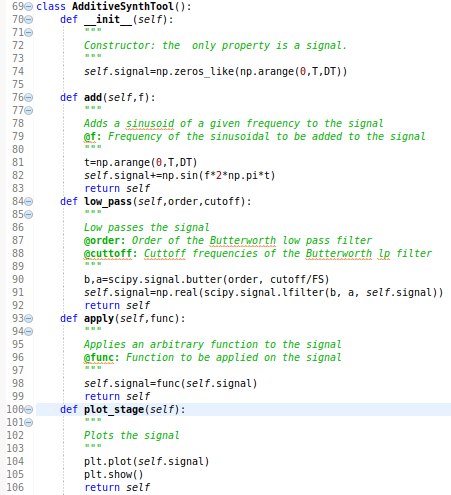 69 class AdditiveSynthTool():
70     def __init__(self):
71         """
72         Constructor: the  only property is a signal.
73         """
74         self.signal=np.zeros_like(np.arange(0,T,DT))
75
76     def add(self,f):
77         """
78         Adds a sinusoid of a given frequency to the signal
79         @f: Frequency of the sinusoidal to be added to the signal
80         """
81         t=np.arange(0,T,DT)
82         self.signal+=np.sin(f*2*np.pi*t)
83         return self
84     def low_pass(self,order,cutoff):
85         """
86         Low passes the signal
87         @order: Order of the Butterworth low pass filter
88         @cuttoff: Cuttoff frequencies of the Butterworth lp filter
89         """
90         b,a=scipy.signal.butter(order, cutoff/FS)
91         self.signal=np.real(scipy.signal.lfilter(b, a, self.signal))
92         return self
93     def apply(self,func):
94         """
95         Applies an arbitrary function to the signal
96         @func: Function to be applied on the signal
97         """
98         self.signal=func(self.signal)
99         return self
100     def plot_stage(self):
101         """
102         Plots the signal
103         """
104         plt.plot(self.signal)
105         plt.show()
106         return self